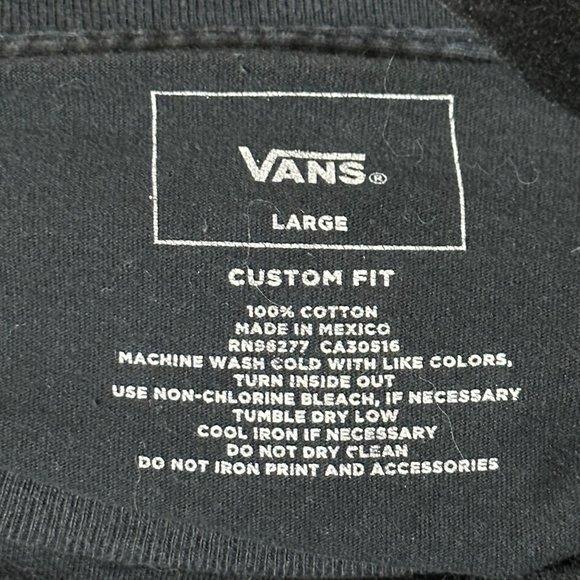 VANS®
LARGE
CUSTOM FIT
100% COTTON
MADE IN MEXICO
RN96277 CA30516
MACHINE WASH COLD WITH LIKE COLORS,
TURN INSIDE OUT
USE NON-CHLORINE BLEACH, IF NECESSARY
TUMBLE DRY LOW
COOL IRON IF NECESSARY
DO NOT DRY CLEAN
DO NOT IRON PRINT AND ACCESSORIES